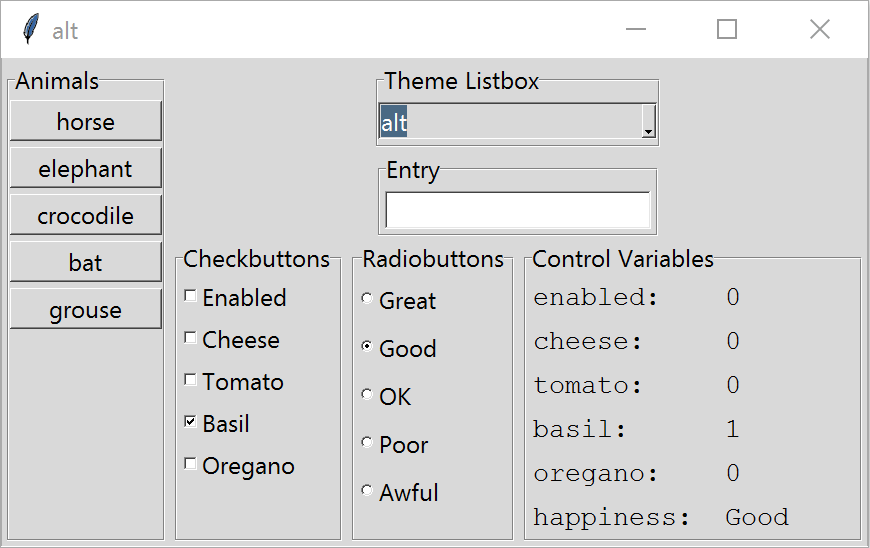 alt
Animals
horse
elephant
crocodile
bat
grouse
Theme Listbox
alt
Entry
Checkbuttons
Enabled
Cheese
Tomato
Basil
Oregano
Radiobuttons
Great
Good
OK
Poor
Awful
Control Variables
enabled: 0
cheese: 0
tomato: 0
basil: 1
oregano: 0
happiness: Good